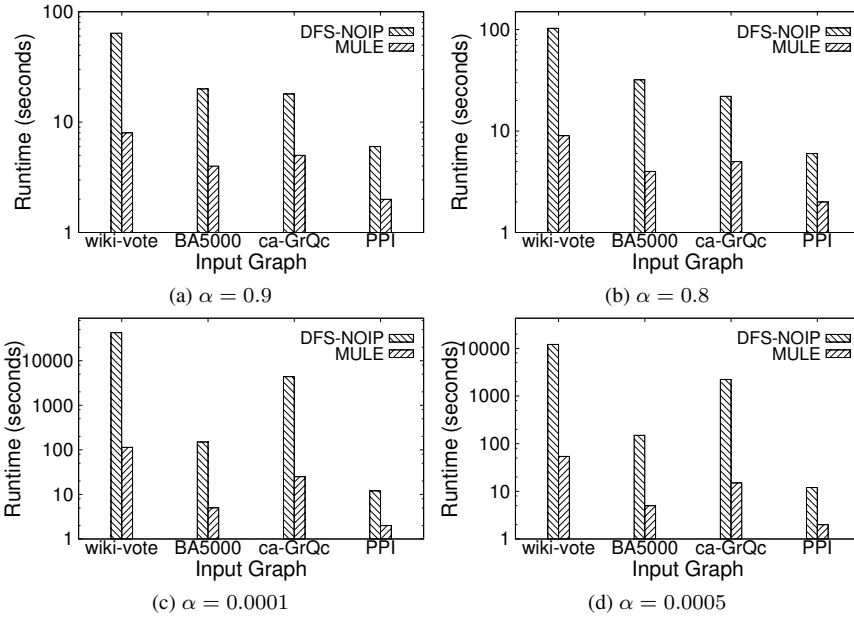 100
10
1
Runtime (seconds)
DFS-NOIP
MULE
wiki-vote BA5000 ca-GrQc PPI
Input Graph
(a) α = 0.9
100
10
1
Runtime (seconds)
DFS-NOIP
MULE
wiki-vote BA5000 ca-GrQc PPI
Input Graph
(b) α = 0.8
10000
1000
100
10
1
Runtime (seconds)
DFS-NOIP
MULE
wiki-vote BA5000 ca-GrQc PPI
Input Graph
(c) α = 0.0001
10000
1000
100
10
1
Runtime (seconds)
DFS-NOIP
MULE
wiki-vote BA5000 ca-GrQc PPI
Input Graph
(d) α = 0.0005